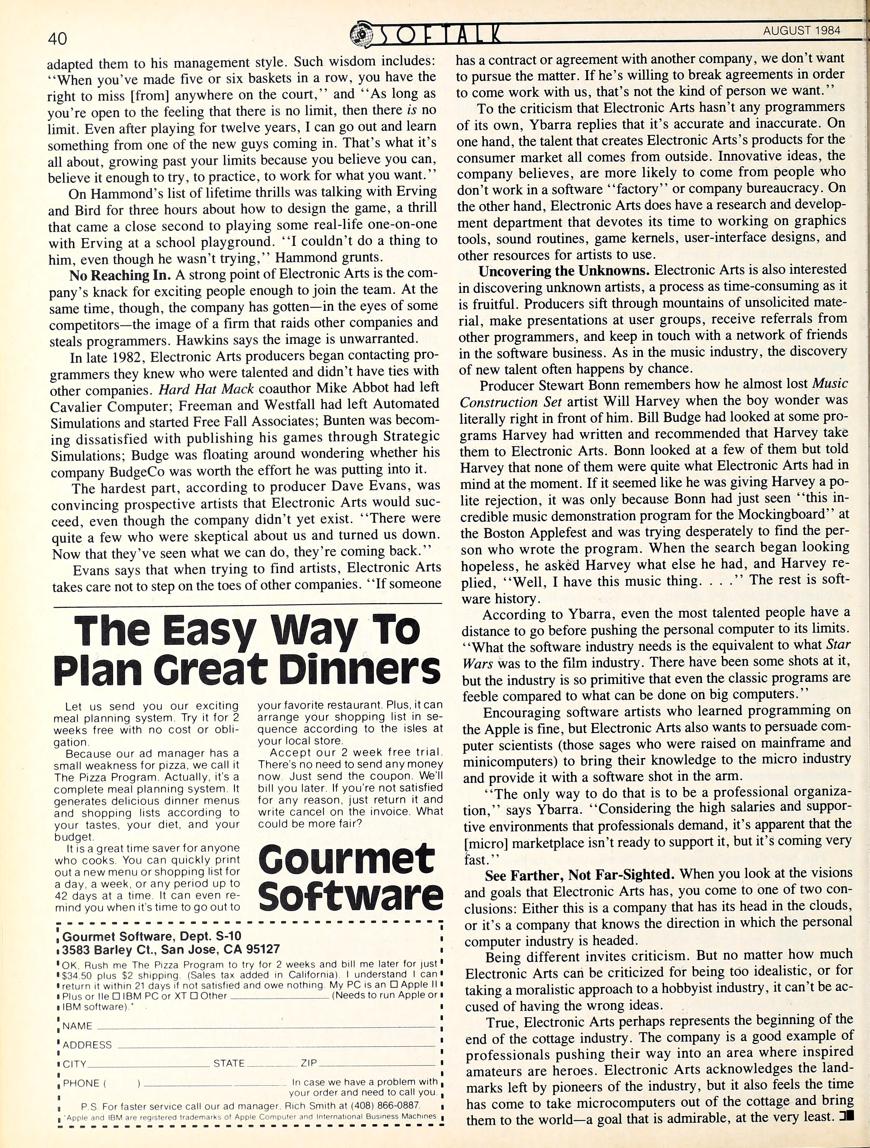 40
SOFTALK
AUGUST 1984
adapted them to his management style. Such wisdom includes:
“When you’ve made five or six baskets in a row, you have the
right to miss [from] anywhere on the court,” and “As long as
you’re open to the feeling that there is no limit, then there is no
limit. Even after playing for twelve years, I can go out and learn
something from one of the new guys coming in. That’s what it’s
all about, growing past your limits because you believe you can,
believe it enough to try, to practice, to work for what you want.”
On Hammond’s list of lifetime thrills was talking with Erving
and Bird for three hours about how to design the game, a thrill
that came a close second to playing some real-life one-on-one
with Erving at a school playground. “I couldn’t do a thing to
him, even though he wasn’t trying,” Hammond grunts.
No Reaching In. A strong point of Electronic Arts is the com-
pany’s knack for exciting people enough to join the team. At the
same time, though, the company has gotten—in the eyes of some
competitors—the image of a firm that raids other companies and
steals programmers. Hawkins says the image is unwarranted.
In late 1982, Electronic Arts producers began contacting pro-
grammers they knew who were talented and didn’t have ties with
other companies. Hard Hat Mack coauthor Mike Abbot had left
Cavalier Computer; Freeman and Westfall had left Automated
Simulations and started Free Fall Associates; Bunten was becom-
ing dissatisfied with publishing his games through Strategic
Simulations; Budge was floating around wondering whether his
company BudgeCo was worth the effort he was putting into it.
The hardest part, according to producer Dave Evans, was
convincing prospective artists that Electronic Arts would suc-
ceed, even though the company didn’t yet exist. “There were
quite a few who were skeptical about us and turned us down.
Now that they’ve seen what we can do, they’re coming back.”
Evans says that when trying to find artists, Electronic Arts
takes care not to step on the toes of other companies. “If someone
has a contract or agreement with another company, we don’t want
to pursue the matter. If he’s willing to break agreements in order
to come work with us, that’s not the kind of person we want.”
To the criticism that Electronic Arts hasn’t any programmers
of its own, Ybarra replies that it’s accurate and inaccurate. On
one hand, the talent that creates Electronic Arts’s products for the
consumer market all comes from outside. Innovative ideas, the
company believes, are more likely to come from people who
don’t work in a software “factory” or company bureaucracy. On
the other hand, Electronic Arts does have a research and develop-
ment department that devotes its time to working on graphics
tools, sound routines, game kernels, user-interface designs, and
other resources for artists to use.
Uncovering the Unknowns. Electronic Arts is also interested
in discovering unknown artists, a process as time-consuming as it
is fruitful. Producers sift through mountains of unsolicited mate-
rial, make presentations at user groups, receive referrals from
other programmers, and keep in touch with a network of friends
in the software business. As in the music industry, the discovery
of new talent often happens by chance.
Producer Stewart Bonn remembers how he almost lost Music
Construction Set artist Will Harvey when the boy wonder was
literally right in front of him. Bill Budge had looked at some pro-
grams Harvey had written and recommended that Harvey take
them to Electronic Arts. Bonn looked at a few of them but told
Harvey that none of them were quite what Electronic Arts had in
mind at the moment. If it seemed like he was giving Harvey a po-
lite rejection, it was only because Bonn had just seen “this in-
credible music demonstration program for the Mockingboard” at
the Boston Applefest and was trying desperately to find the per-
son who wrote the program. When the search began looking
hopeless, he asked Harvey what else he had, and Harvey re-
plied, “Well, I have this music thing. . . .” The rest is soft-
ware history.
According to Ybarra, even the most talented people have a
distance to go before pushing the personal computer to its limits.
“What the software industry needs is the equivalent to what Star
Wars was to the film industry. There have been some shots at it,
but the industry is so primitive that even the classic programs are
feeble compared to what can be done on big computers.”
Encouraging software artists who learned programming on
the Apple is fine, but Electronic Arts also wants to persuade com-
puter scientists (those sages who were raised on mainframe and
minicomputers) to bring their knowledge to the micro industry
and provide it with a software shot in the arm.
“The only way to do that is to be a professional organiza-
tion,” says Ybarra. “Considering the high salaries and suppor-
tive environments that professionals demand, it’s apparent that the
[micro] marketplace isn’t ready to support it, but it’s coming very
fast.”
See Farther, Not Far-Sighted. When you look at the visions
and goals that Electronic Arts has, you come to one of two con-
clusions: Either this is a company that has its head in the clouds,
or it’s a company that knows the direction in which the personal
computer industry is headed.
Being different invites criticism. But no matter how much
Electronic Arts can be criticized for being too idealistic, or for
taking a moralistic approach to a hobbyist industry, it can’t be ac-
cused of having the wrong ideas.
True, Electronic Arts perhaps represents the beginning of the
end of the cottage industry. The company is a good example of
professionals pushing their way into an area where inspired
amateurs are heroes. Electronic Arts acknowledges the land-
marks left by pioneers of the industry, but it also feels the time
has come to take microcomputers out of the cottage and bring
them to the world—a goal that is admirable, at the very least.
The Easy Way To
Plan Great Dinners
Let us send you our exciting
meal planning system. Try it for 2
weeks free with no cost or obli-
gation.
Because our ad manager has a
small weakness for pizza, we call it
The Pizza Program. Actually, it’s a
complete meal planning system. It
generates delicious dinner menus
and shopping lists according to
your tastes, your diet, and your
budget.
It is a great time saver for anyone
who cooks. You can quickly print
out a new menu or shopping list for
a day, a week, or any period up to
42 days at a time. It can even re-
mind you when it’s time to go out to
your favorite restaurant. Plus, it can
arrange your shopping list in se-
quence according to the isles at
your local store.
Accept our 2 week free trial.
There’s no need to send any money
now. Just send the coupon. We’ll
bill you later. If you’re not satisfied
for any reason, just return it and
write cancel on the invoice. What
could be more fair?
Gourmet
Software
Gourmet Software, Dept. S-10
3583 Barley Ct., San Jose, CA 95127
OK, Rush me The Pizza Program to try for 2 weeks and bill me later for just
$34.50 plus $2 shipping. (Sales tax added in California). I understand I can
return it within 21 days if not satisfied and owe nothing. My PC is an □ Apple II
Plus or IIe □ IBM PC or XT □ Other ____ (Needs to run Apple or
IBM software).*
NAME
ADDRESS
CITY STATE ZIP
PHONE ( ) In case we have a problem with
your order and need to call you.
P.S. For faster service call our ad manager. Rich Smith at (408) 866-0887.
*Apple and IBM are registered trademarks of Apple Computer and International Business Machines